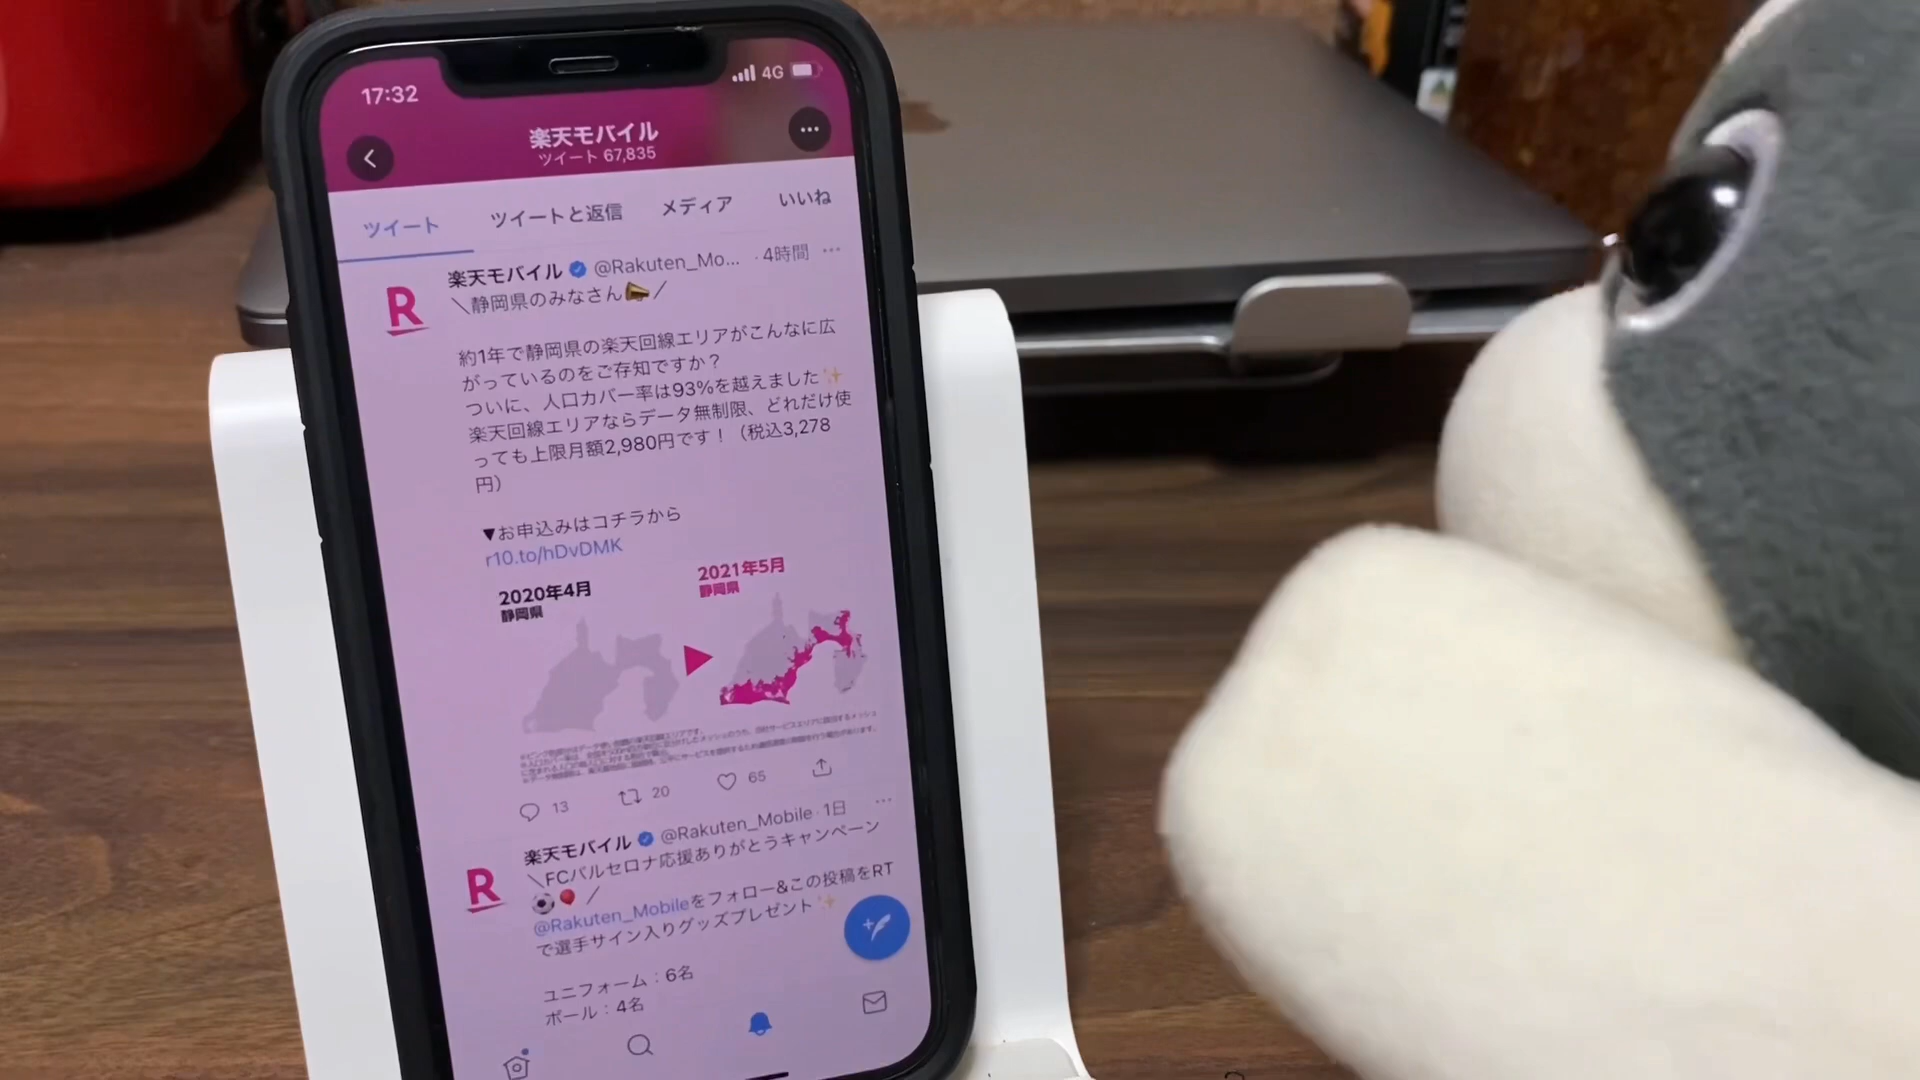 17:32
4G
楽天モバイル
ツイート 67,835
ツイート
ツイートと返信
メディア
いいね
楽天モバイル @Rakuten_Mo... ・4時間
R
＼静岡県のみなさん📣／
約1年で静岡県の楽天回線エリアがこんなに広
がっているのをご存知ですか？
ついに、人口カバー率は93%を越えました✨
楽天回線エリアならデータ無制限、どれだけ使
っても上限月額2,980円です！（税込3,278
円）
▼お申込みはコチラから
r10.to/hDvDMK
2020年4月
静岡県
2021年5月
静岡県
13
20
65
楽天モバイル @Rakuten_Mobile・1日
R
＼FCバルセロナ応援ありがとうキャンペーン
⚽🎈／
@Rakuten_Mobileをフォロー&この投稿をRT
で選手サイン入りグッズプレゼント✨
ユニフォーム：6名
ボール：4名